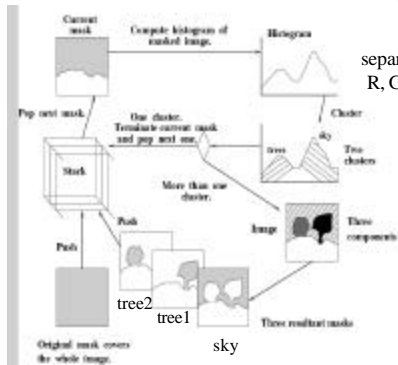 Current
mask
Compute histogram of
masked image.
Histogram
separ
R, G
Pop next mask.
One cluster.
Terminate current mask
and pop next one.
Cluster
trees
sky
Two
clusters
Stack
More than one
cluster.
Push
Image
Three
components
Push
tree2
tree1
sky
Three resultant masks
Original mask covers
the whole image.